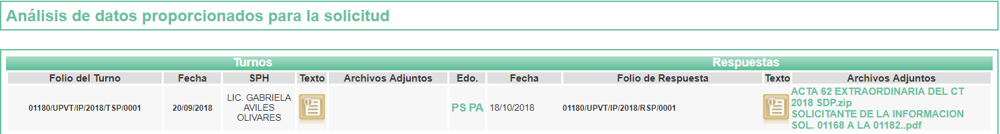 Análisis de datos proporcionados para la solicitud
Turnos Respuestas
Folio del Turno Fecha SPH Texto Archivos Adjuntos Edo. Fecha Folio de Respuesta Texto Archivos Adjuntos
01180/UPVT/IP/2018/TSP/0001 20/09/2018 LIC. GABRIELA
AVILES
OLIVARES
PS PA 18/10/2018 01180/UPVT/IP/2018/RSP/0001
ACTA 62 EXTRAORDINARIA DEL CT
2018 SDP.zip
SOLICITANTE DE LA INFORMACION
SOL. 01168 A LA 01182..pdf